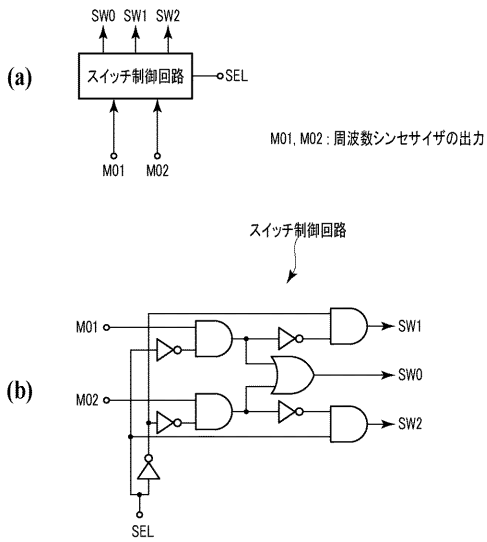 SW0 SW1 SW2
(a)
スイッチ制御回路
SEL
M01 M02
M01, M02 : 周波数シンセサイザの出力
スイッチ制御回路
(b)
M01
SW1
SW0
M02
SW2
SEL